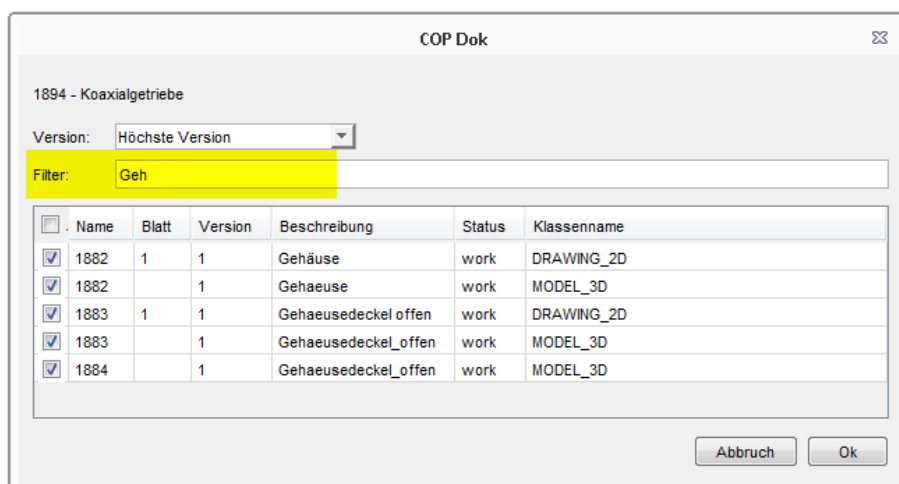 COP Dok
1894 - Koaxialgetriebe
Version: Höchste Version
Filter: Geh
. Name Blatt Version Beschreibung Status Klassenname
1882 1 1 Gehäuse work DRAWING_2D
1882 1 Gehaeuse work MODEL_3D
1883 1 1 Gehaeusedeckel offen work DRAWING_2D
1883 1 Gehaeusedeckel_offen work MODEL_3D
1884 1 Gehaeusedeckel_offen work MODEL_3D
Abbruch Ok